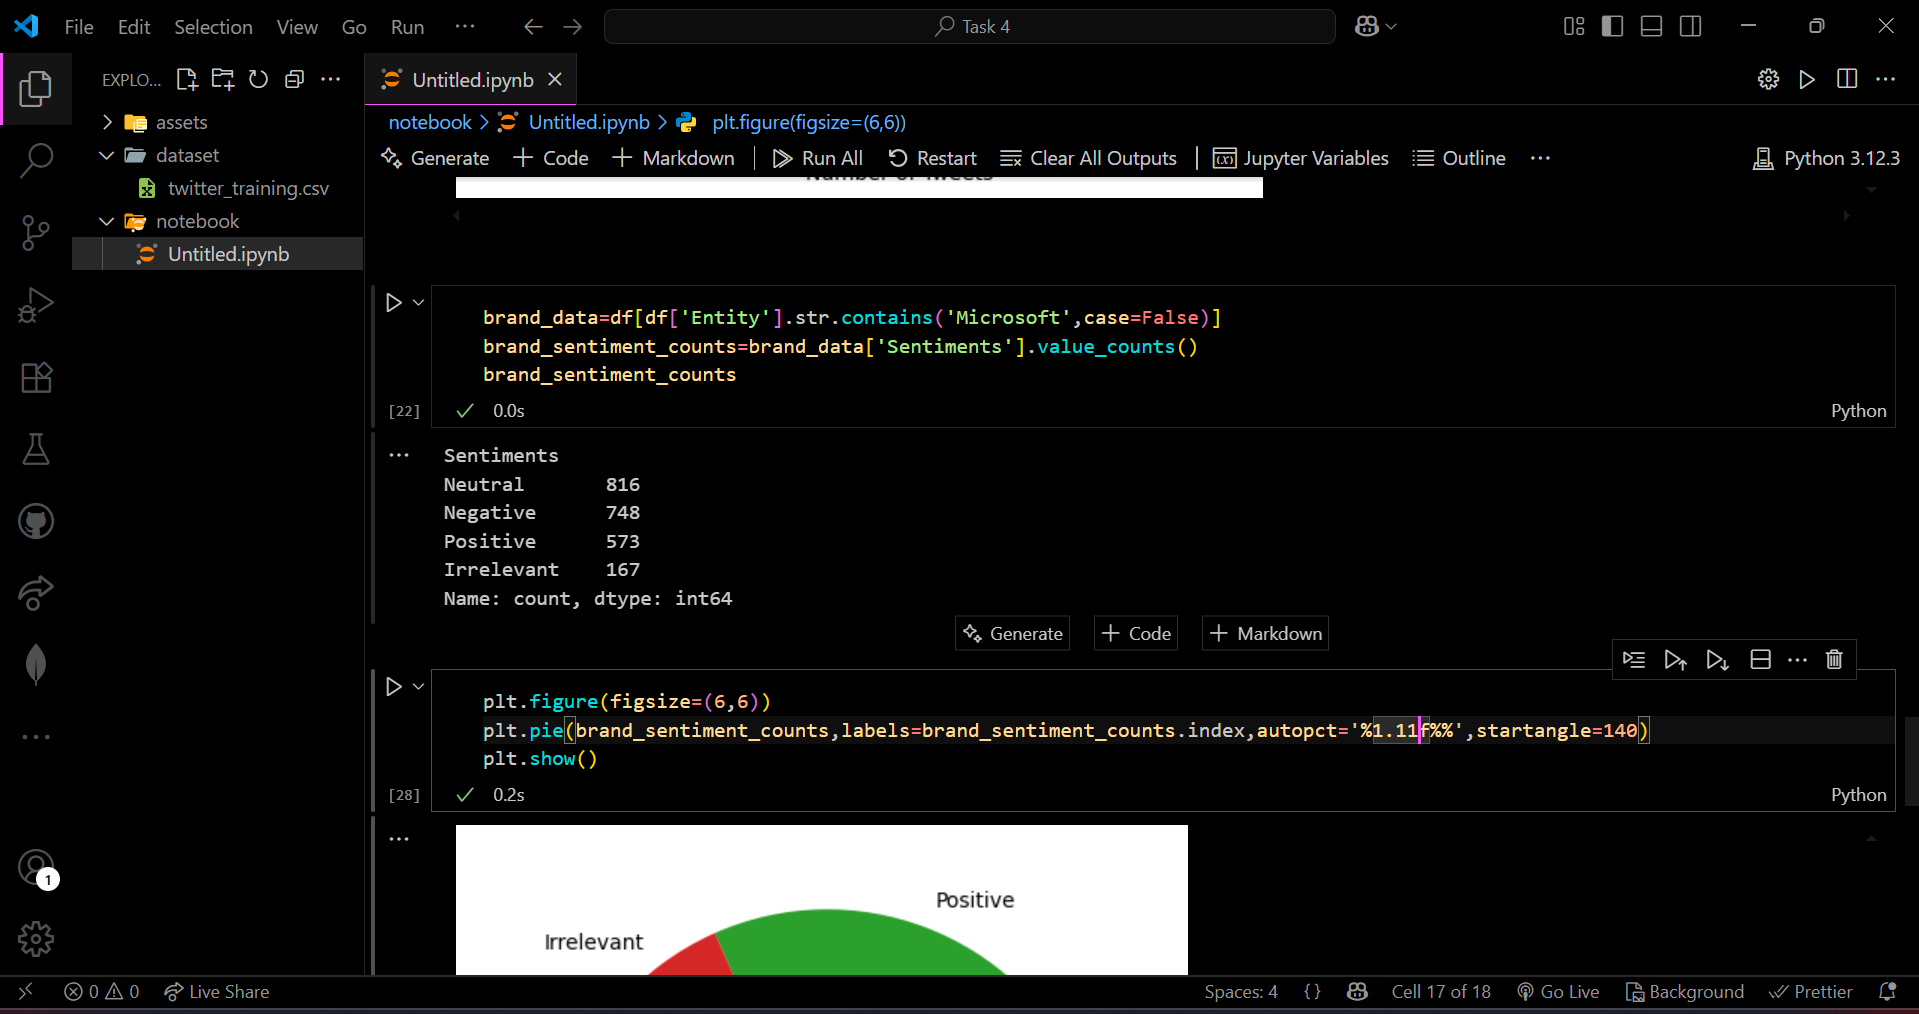 File Edit Selection View Go Run ... Task 4
EXPLO... ...
Untitled.ipynb
assets
dataset
twitter_training.csv
notebook
Untitled.ipynb
notebook > Untitled.ipynb > plt.figure(figsize=(6,6))
Generate + Code + Markdown | Run All Restart Clear All Outputs | Jupyter Variables Outline ... Python 3.12.3
Number of Tweets
brand_data=df[df['Entity'].str.contains('Microsoft',case=False)]
brand_sentiment_counts=brand_data['Sentiments'].value_counts()
brand_sentiment_counts
[22] ✓ 0.0s Python
... Sentiments
Neutral 816
Negative 748
Positive 573
Irrelevant 167
Name: count, dtype: int64
Generate + Code + Markdown
plt.figure(figsize=(6,6))
plt.pie(brand_sentiment_counts,labels=brand_sentiment_counts.index,autopct='%1.11f%%',startangle=140)
plt.show()
[28] ✓ 0.2s Python
Positive
Irrelevant
1
0 0 Live Share Spaces: 4 {} Cell 17 of 18 Go Live Background Prettier